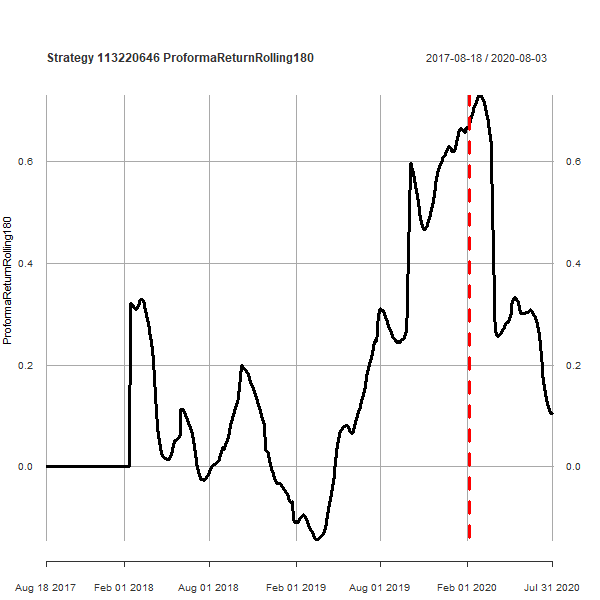 Strategy 113220646 ProformaReturnRolling180
2017-08-18 / 2020-08-03
ProformaReturnRolling180
0.6
0.6
0.4
0.4
0.2
0.2
0.0
0.0
Aug 18 2017
Feb 01 2018
Aug 01 2018
Feb 01 2019
Aug 01 2019
Feb 01 2020
Jul 31 2020